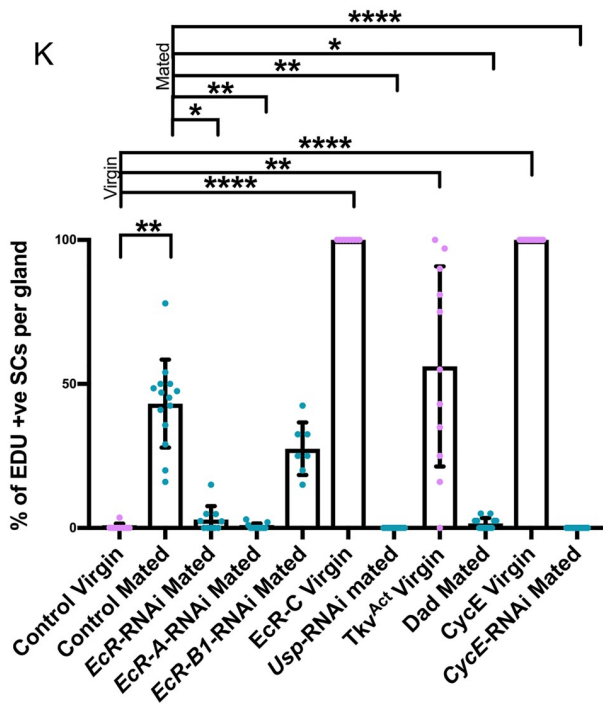 K
****
*
**
**
*
Mated
****
**
****
Virgin
**
% of EDU +ve SCs per gland
100
50
0
Control Virgin
Control Mated
EcR-RNAi Mated
EcR-A-RNAi Mated
EcR-B1-RNAi Mated
EcR-C Virgin
Usp-RNAi mated
Tkv^Act Virgin
Dad Mated
CycE Virgin
CycE-RNAi Mated